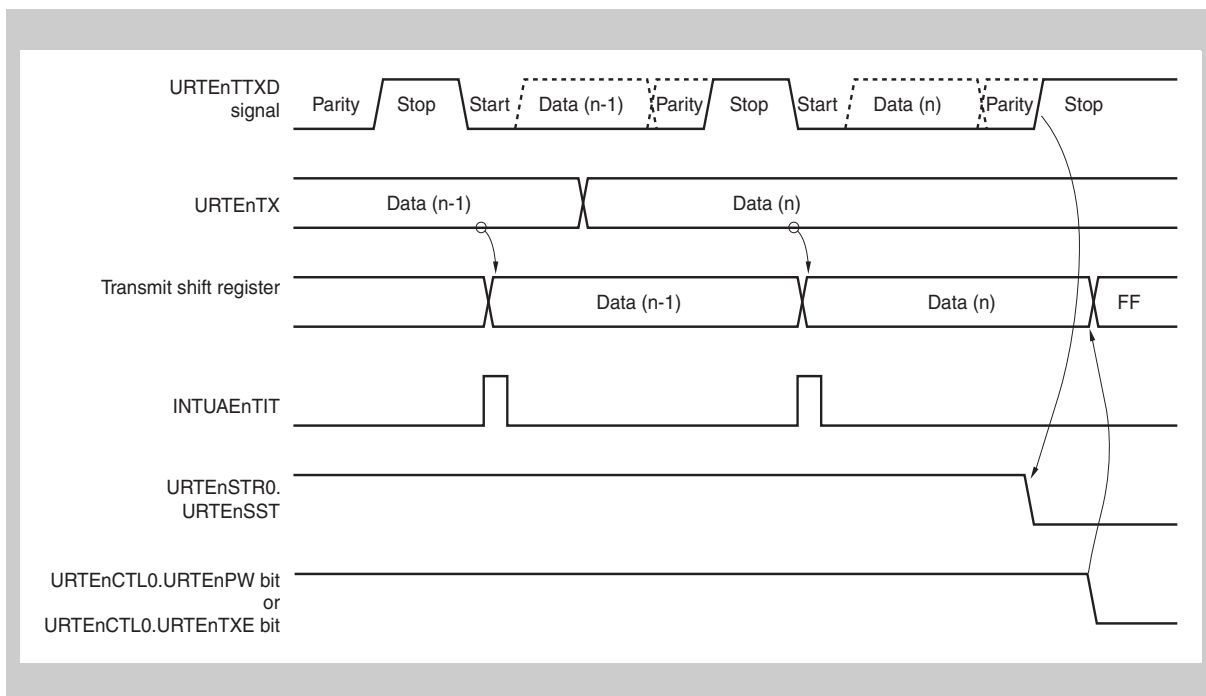 URTEnTTXD
signal
Parity Stop Start Data (n-1) Parity Stop Start Data (n) Parity Stop
URTEnTX
Data (n-1) Data (n)
Transmit shift register
Data (n-1) Data (n) FF
INTUAEnTIT
URTEnSTR0.
URTEnSST
URTEnCTL0.URTEnPW bit
or
URTEnCTL0.URTEnTXE bit